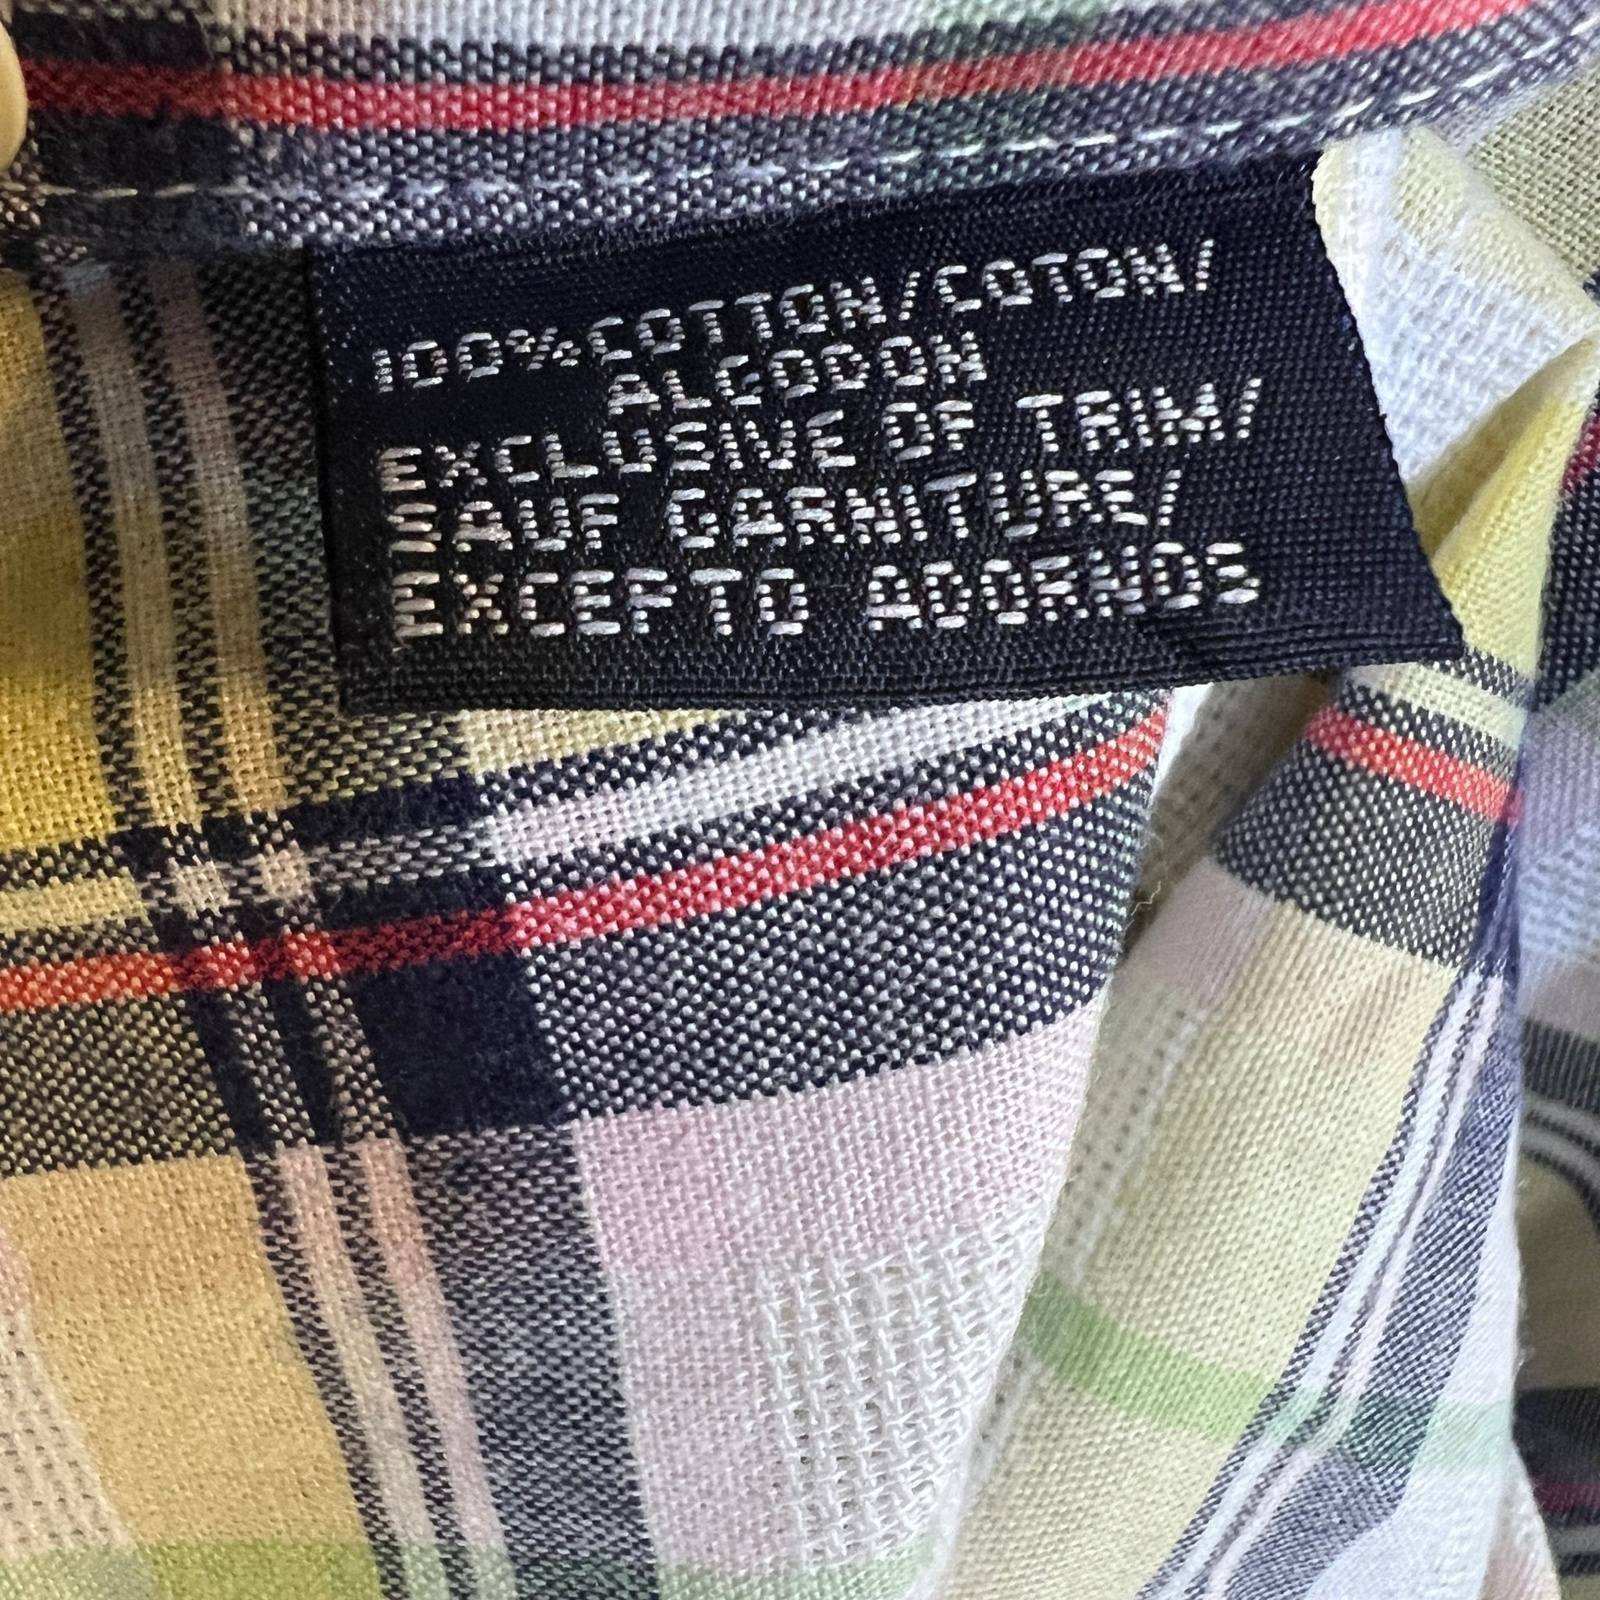 100%COTTON/COTON/
ALGODON
EXCLUSIVE OF TRIM/
SAUF GARNITURE/
EXCEPTO ADORNOS